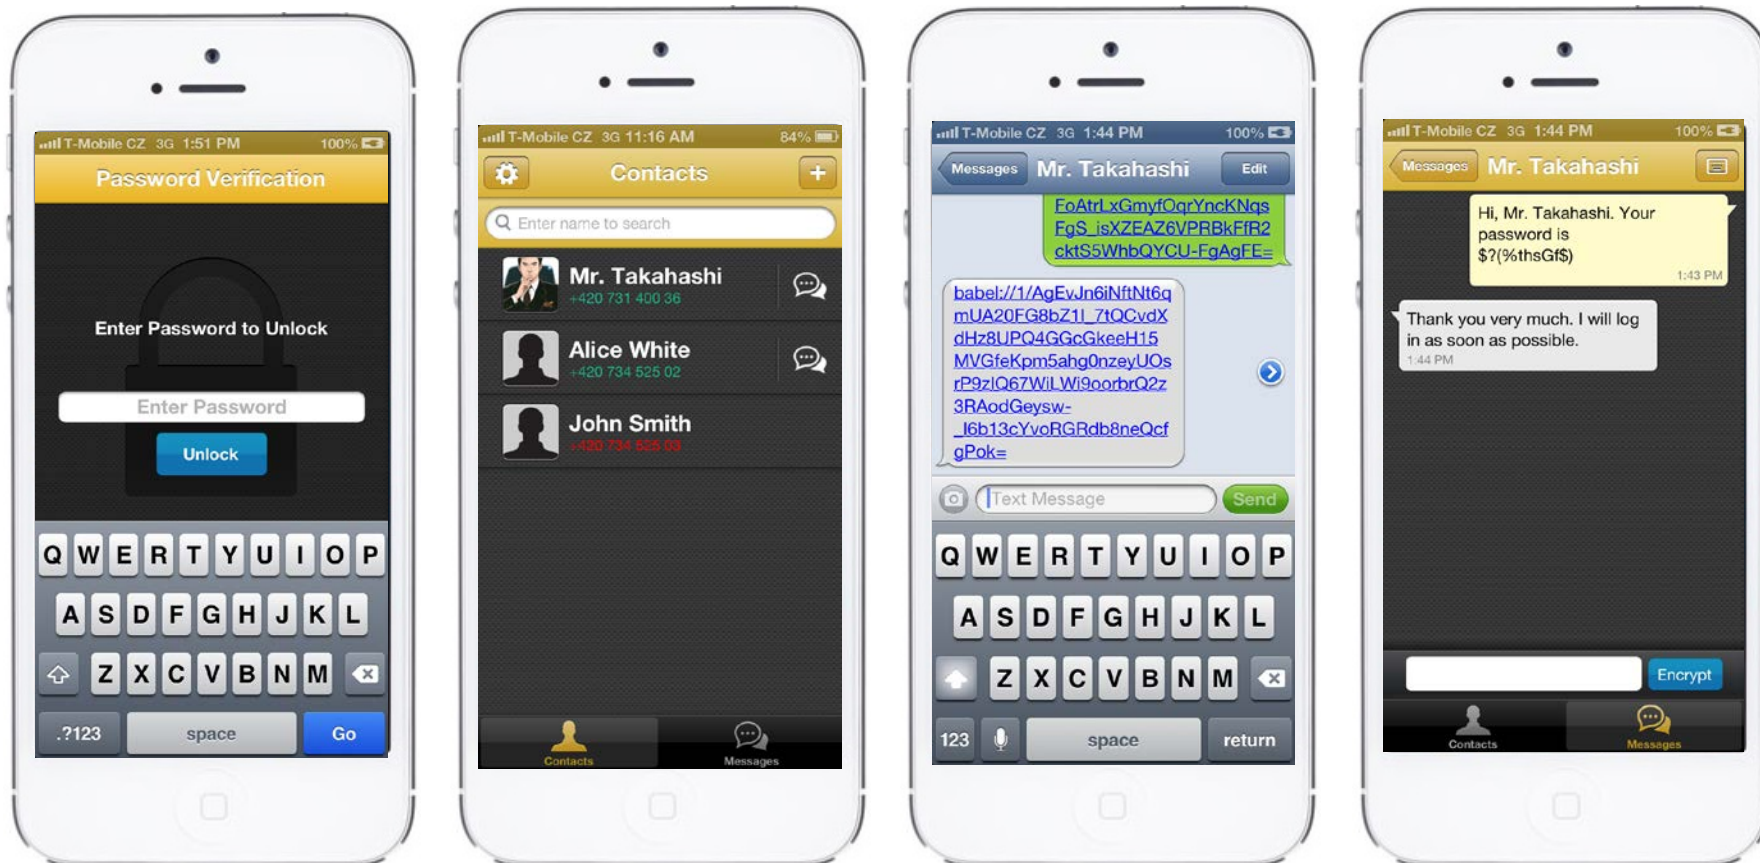 T-Mobile CZ 3G 1:51 PM 100%
Password Verification
Enter Password to Unlock
Enter Password
Unlock
Q W E R T Y U I O P
A S D F G H J K L
Z X C V B N M
.?123 space Go
T-Mobile CZ 3G 11:16 AM 84%
Contacts +
Enter name to search
Mr. Takahashi
+420 731 400 36
Alice White
+420 734 525 02
John Smith
+420 734 525 03
Contacts Messages
T-Mobile CZ 3G 1:44 PM 100%
Messages Mr. Takahashi Edit
FoAtrLxGmyfOqrYncKNqs
FgS_isXZEAZ6VPRBkFfR2
cktS5WhbQYCU-FgAgFE=
babel://1/AgEvJn6iNftNt6q
mUA20FG8bZ1I_7tQCvdX
dHz8UPQ4GGcGkeeH15
MVGfeKpm5ahg0nzeyUOs
rP9zIQ67WiLWi9oorbrQ2z
3RAodGeysw-
_I6b13cYvoRGRdb8neQcf
gPok=
Text Message Send
Q W E R T Y U I O P
A S D F G H J K L
Z X C V B N M
123 space return
T-Mobile CZ 3G 1:44 PM 100%
Messages Mr. Takahashi
Hi, Mr. Takahashi. Your
password is
$?(%thsGf$)
1:43 PM
Thank you very much. I will log
in as soon as possible.
1:44 PM
Encrypt
Contacts Messages